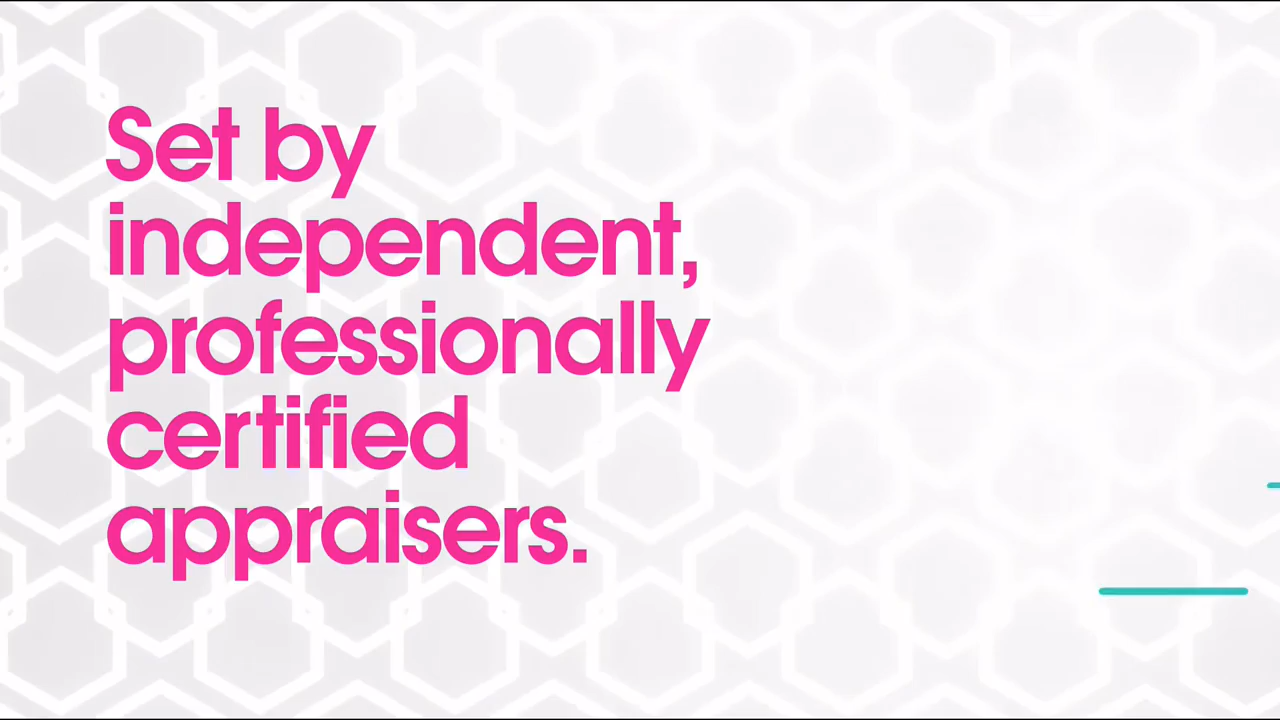 Set by
independent,
professionally
certified
appraisers.